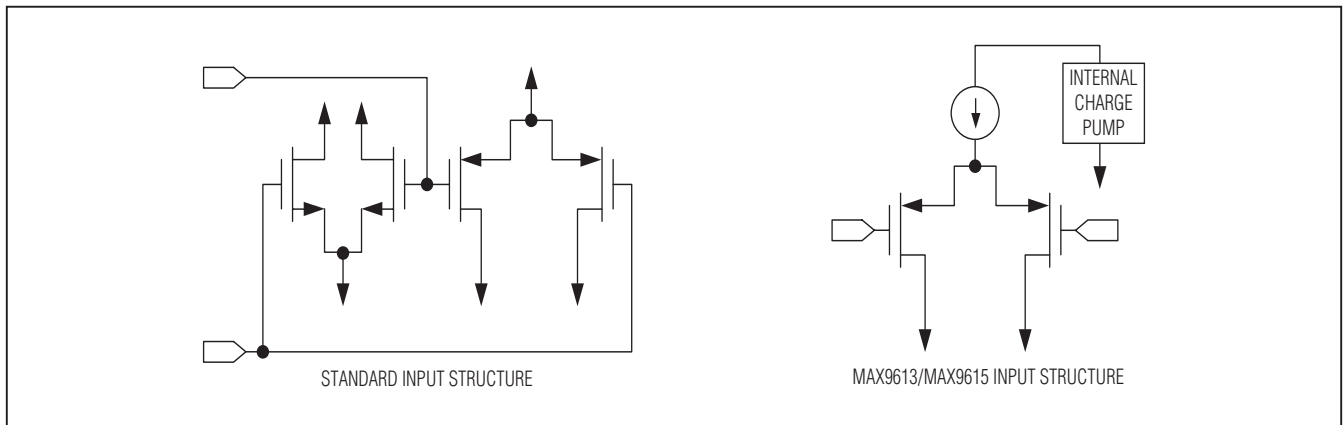 INTERNAL
CHARGE
PUMP
STANDARD INPUT STRUCTURE
MAX9613/MAX9615 INPUT STRUCTURE